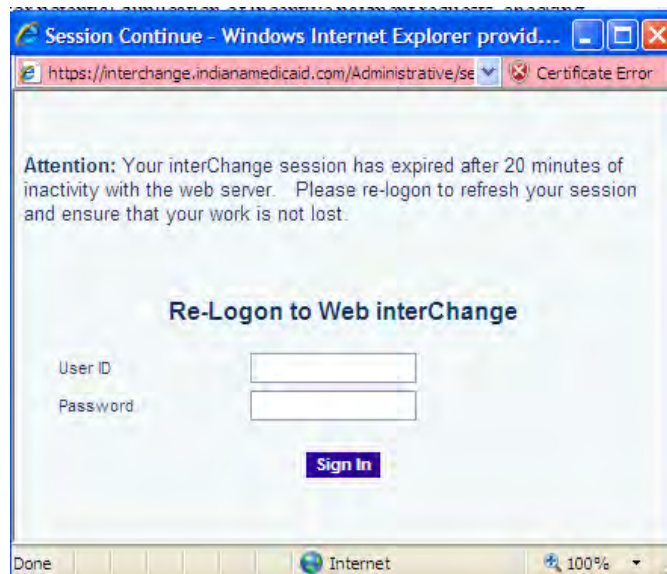 Session Continue - Windows Internet Explorer provid...
https://interchange.indianamedicaid.com/Administrative/se
Certificate Error
Attention: Your interChange session has expired after 20 minutes of
inactivity with the web server. Please re-logon to refresh your session
and ensure that your work is not lost.
Re-Logon to Web interChange
User ID
Password
Sign In
Done
Internet
100%